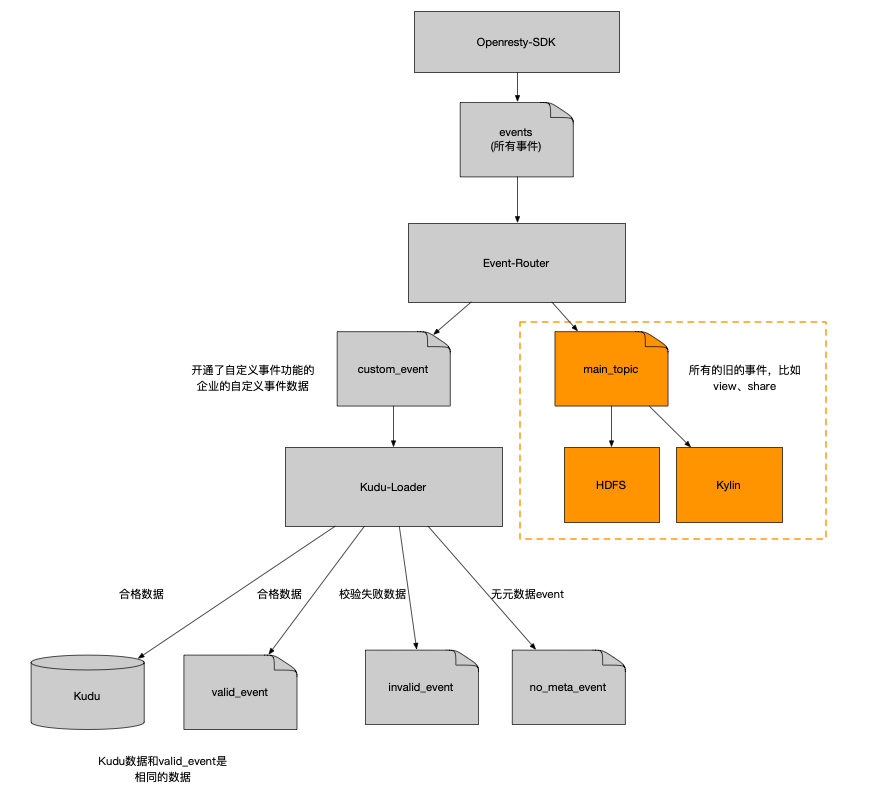 Openresty-SDK
events
(所有事件)
Event-Router
开通了自定义事件功能的
企业的自定义事件数据
custom_event
main_topic
所有的旧的事件，比如
view、share
Kudu-Loader
HDFS
Kylin
合格数据
合格数据
校验失败数据
无元数据event
Kudu
valid_event
invalid_event
no_meta_event
Kudu数据和valid_event是
相同的数据